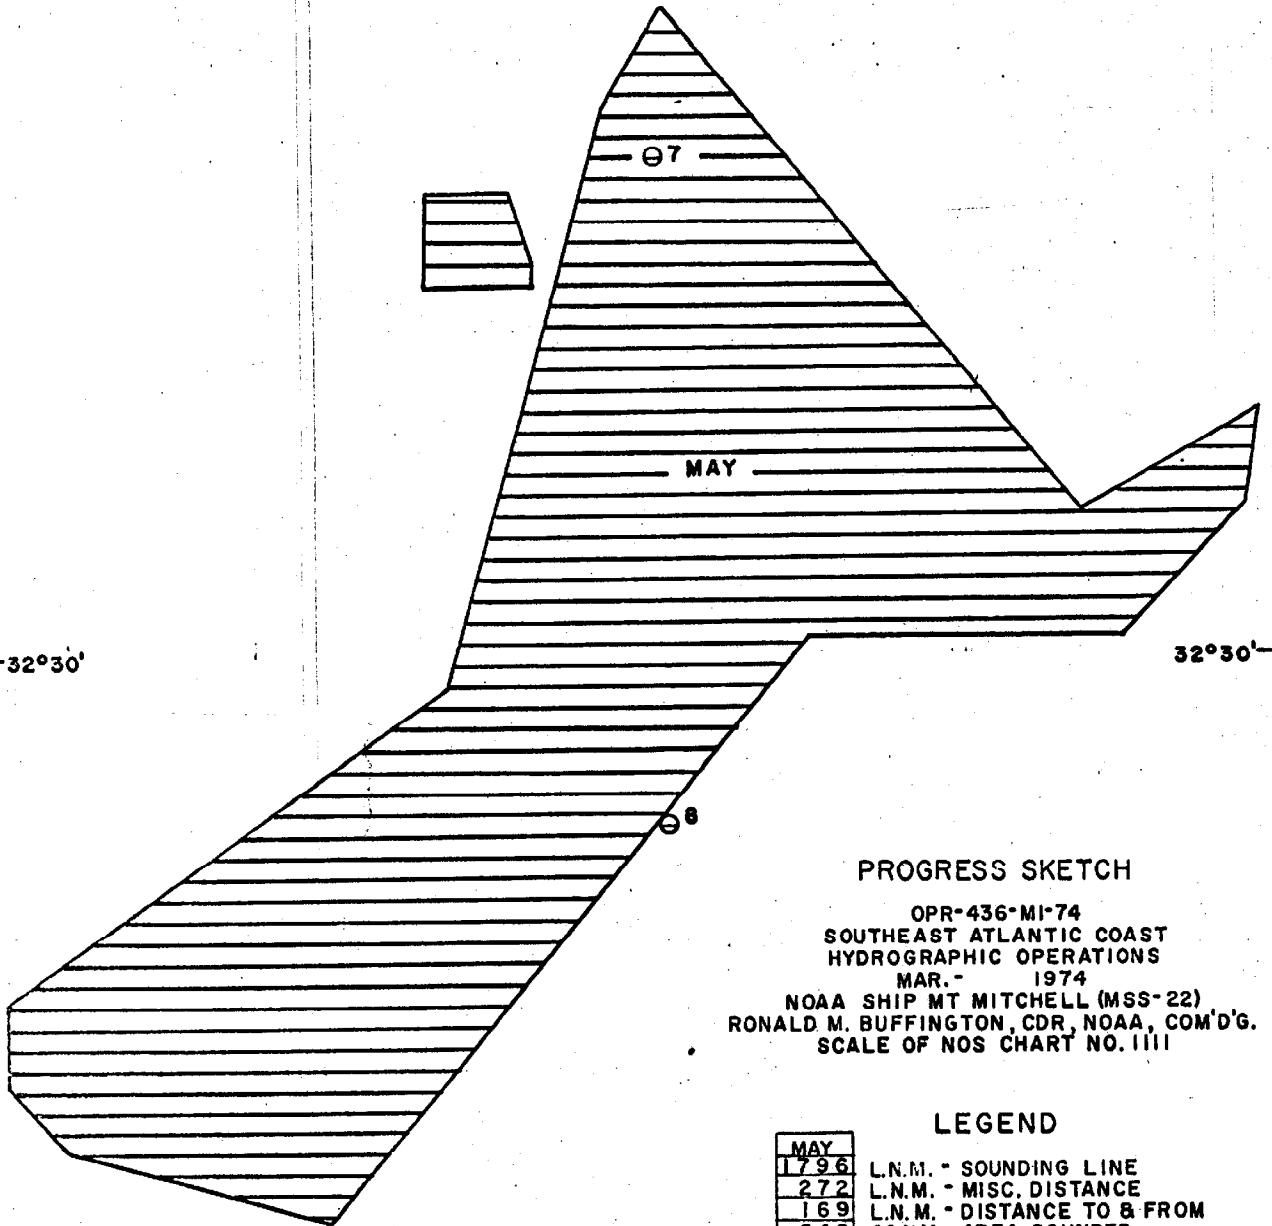 ⊖7
MAY
32°30'
32°30'
⊖8
PROGRESS SKETCH
OPR-436-MI-74
SOUTHEAST ATLANTIC COAST
HYDROGRAPHIC OPERATIONS
MAR.- 1974
NOAA SHIP MT MITCHELL (MSS-22)
RONALD M. BUFFINGTON, CDR, NOAA, COM'D'G.
SCALE OF NOS CHART NO. 1111
LEGEND
MAY
1796 L.N.M. - SOUNDING LINE
272 L.N.M. - MISC. DISTANCE
169 L.N.M. - DISTANCE TO & FROM